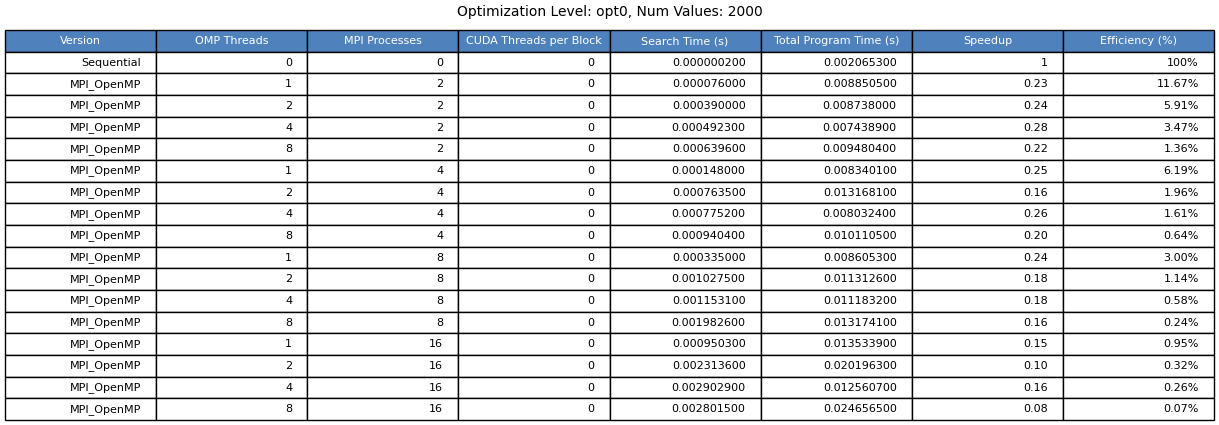 Optimization Level: opt0, Num Values: 2000
Version OMP Threads MPI Processes CUDA Threads per Block Search Time (s) Total Program Time (s) Speedup Efficiency (%)
Sequential 0 0 0 0.000000200 0.002065300 1 100%
MPI_OpenMP 1 2 0 0.000076000 0.008850500 0.23 11.67%
MPI_OpenMP 2 2 0 0.000390000 0.008738000 0.24 5.91%
MPI_OpenMP 4 2 0 0.000492300 0.007438900 0.28 3.47%
MPI_OpenMP 8 2 0 0.000639600 0.009480400 0.22 1.36%
MPI_OpenMP 1 4 0 0.000148000 0.008340100 0.25 6.19%
MPI_OpenMP 2 4 0 0.000763500 0.013168100 0.16 1.96%
MPI_OpenMP 4 4 0 0.000775200 0.008032400 0.26 1.61%
MPI_OpenMP 8 4 0 0.000940400 0.010110500 0.20 0.64%
MPI_OpenMP 1 8 0 0.000335000 0.008605300 0.24 3.00%
MPI_OpenMP 2 8 0 0.001027500 0.011312600 0.18 1.14%
MPI_OpenMP 4 8 0 0.001153100 0.011183200 0.18 0.58%
MPI_OpenMP 8 8 0 0.001982600 0.013174100 0.16 0.24%
MPI_OpenMP 1 16 0 0.000950300 0.013533900 0.15 0.95%
MPI_OpenMP 2 16 0 0.002313600 0.020196300 0.10 0.32%
MPI_OpenMP 4 16 0 0.002902900 0.012560700 0.16 0.26%
MPI_OpenMP 8 16 0 0.002801500 0.024656500 0.08 0.07%